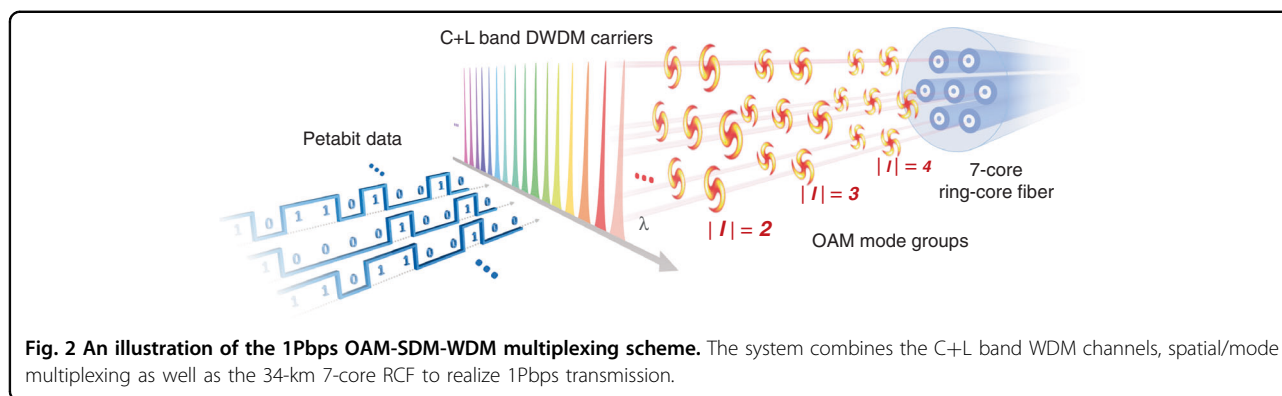 C+L band DWDM carriers
Petabit data
1 0 1 1 0 1 0 0 1 0
1 0 0 0 0 1 0 0 1 0
1 1 0 1 1 0 0 1 0 0
λ
| l | = 2
| l | = 3
| l | = 4
OAM mode groups
7-core
ring-core fiber
Fig. 2 An illustration of the 1Pbps OAM-SDM-WDM multiplexing scheme. The system combines the C+L band WDM channels, spatial/mode
multiplexing as well as the 34-km 7-core RCF to realize 1Pbps transmission.